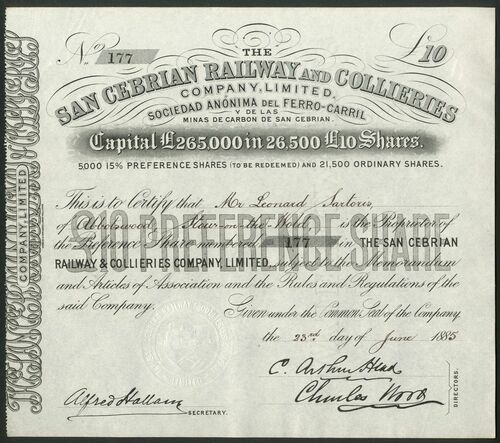 No. 177
£10
THE
SAN CEBRIAN RAILWAY AND COLLIERIES
COMPANY, LIMITED.
SOCIEDAD ANÓNIMA DEL FERRO-CARRIL
Y DE LAS
MINAS DE CARBON DE SAN CEBRIAN.
Capital £265,000 in 26,500 £10 Shares.
5,000 15% PREFERENCE SHARES (TO BE REDEEMED) AND 21,500 ORDINARY SHARES.
£10 PREFERENCE SHARE
This is to Certify that Mr Leonard Sartoris,
of Abbotswood, Stow-on-the-Wold, is the Proprietor
of the Preference Share numbered 177 in THE SAN CEBRIAN
RAILWAY & COLLIERIES COMPANY, LIMITED, subject to the Memorandum
and Articles of Association and the Rules and Regulations of the
said Company.
Given under the Common Seal of the Company
the 23rd day of June 1885
C. Arthur Head
Charles Wood
DIRECTORS.
Alfred Hallam
SECRETARY.
COMPANY, LIMITED